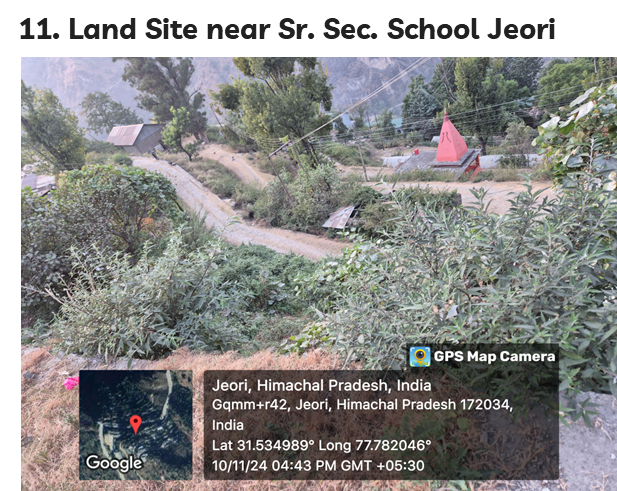 11. Land Site near Sr. Sec. School Jeori
GPS Map Camera
Jeori, Himachal Pradesh, India
Gqmm+r42, Jeori, Himachal Pradesh 172034,
India
Lat 31.534989° Long 77.782046°
10/11/24 04:43 PM GMT +05:30
Google